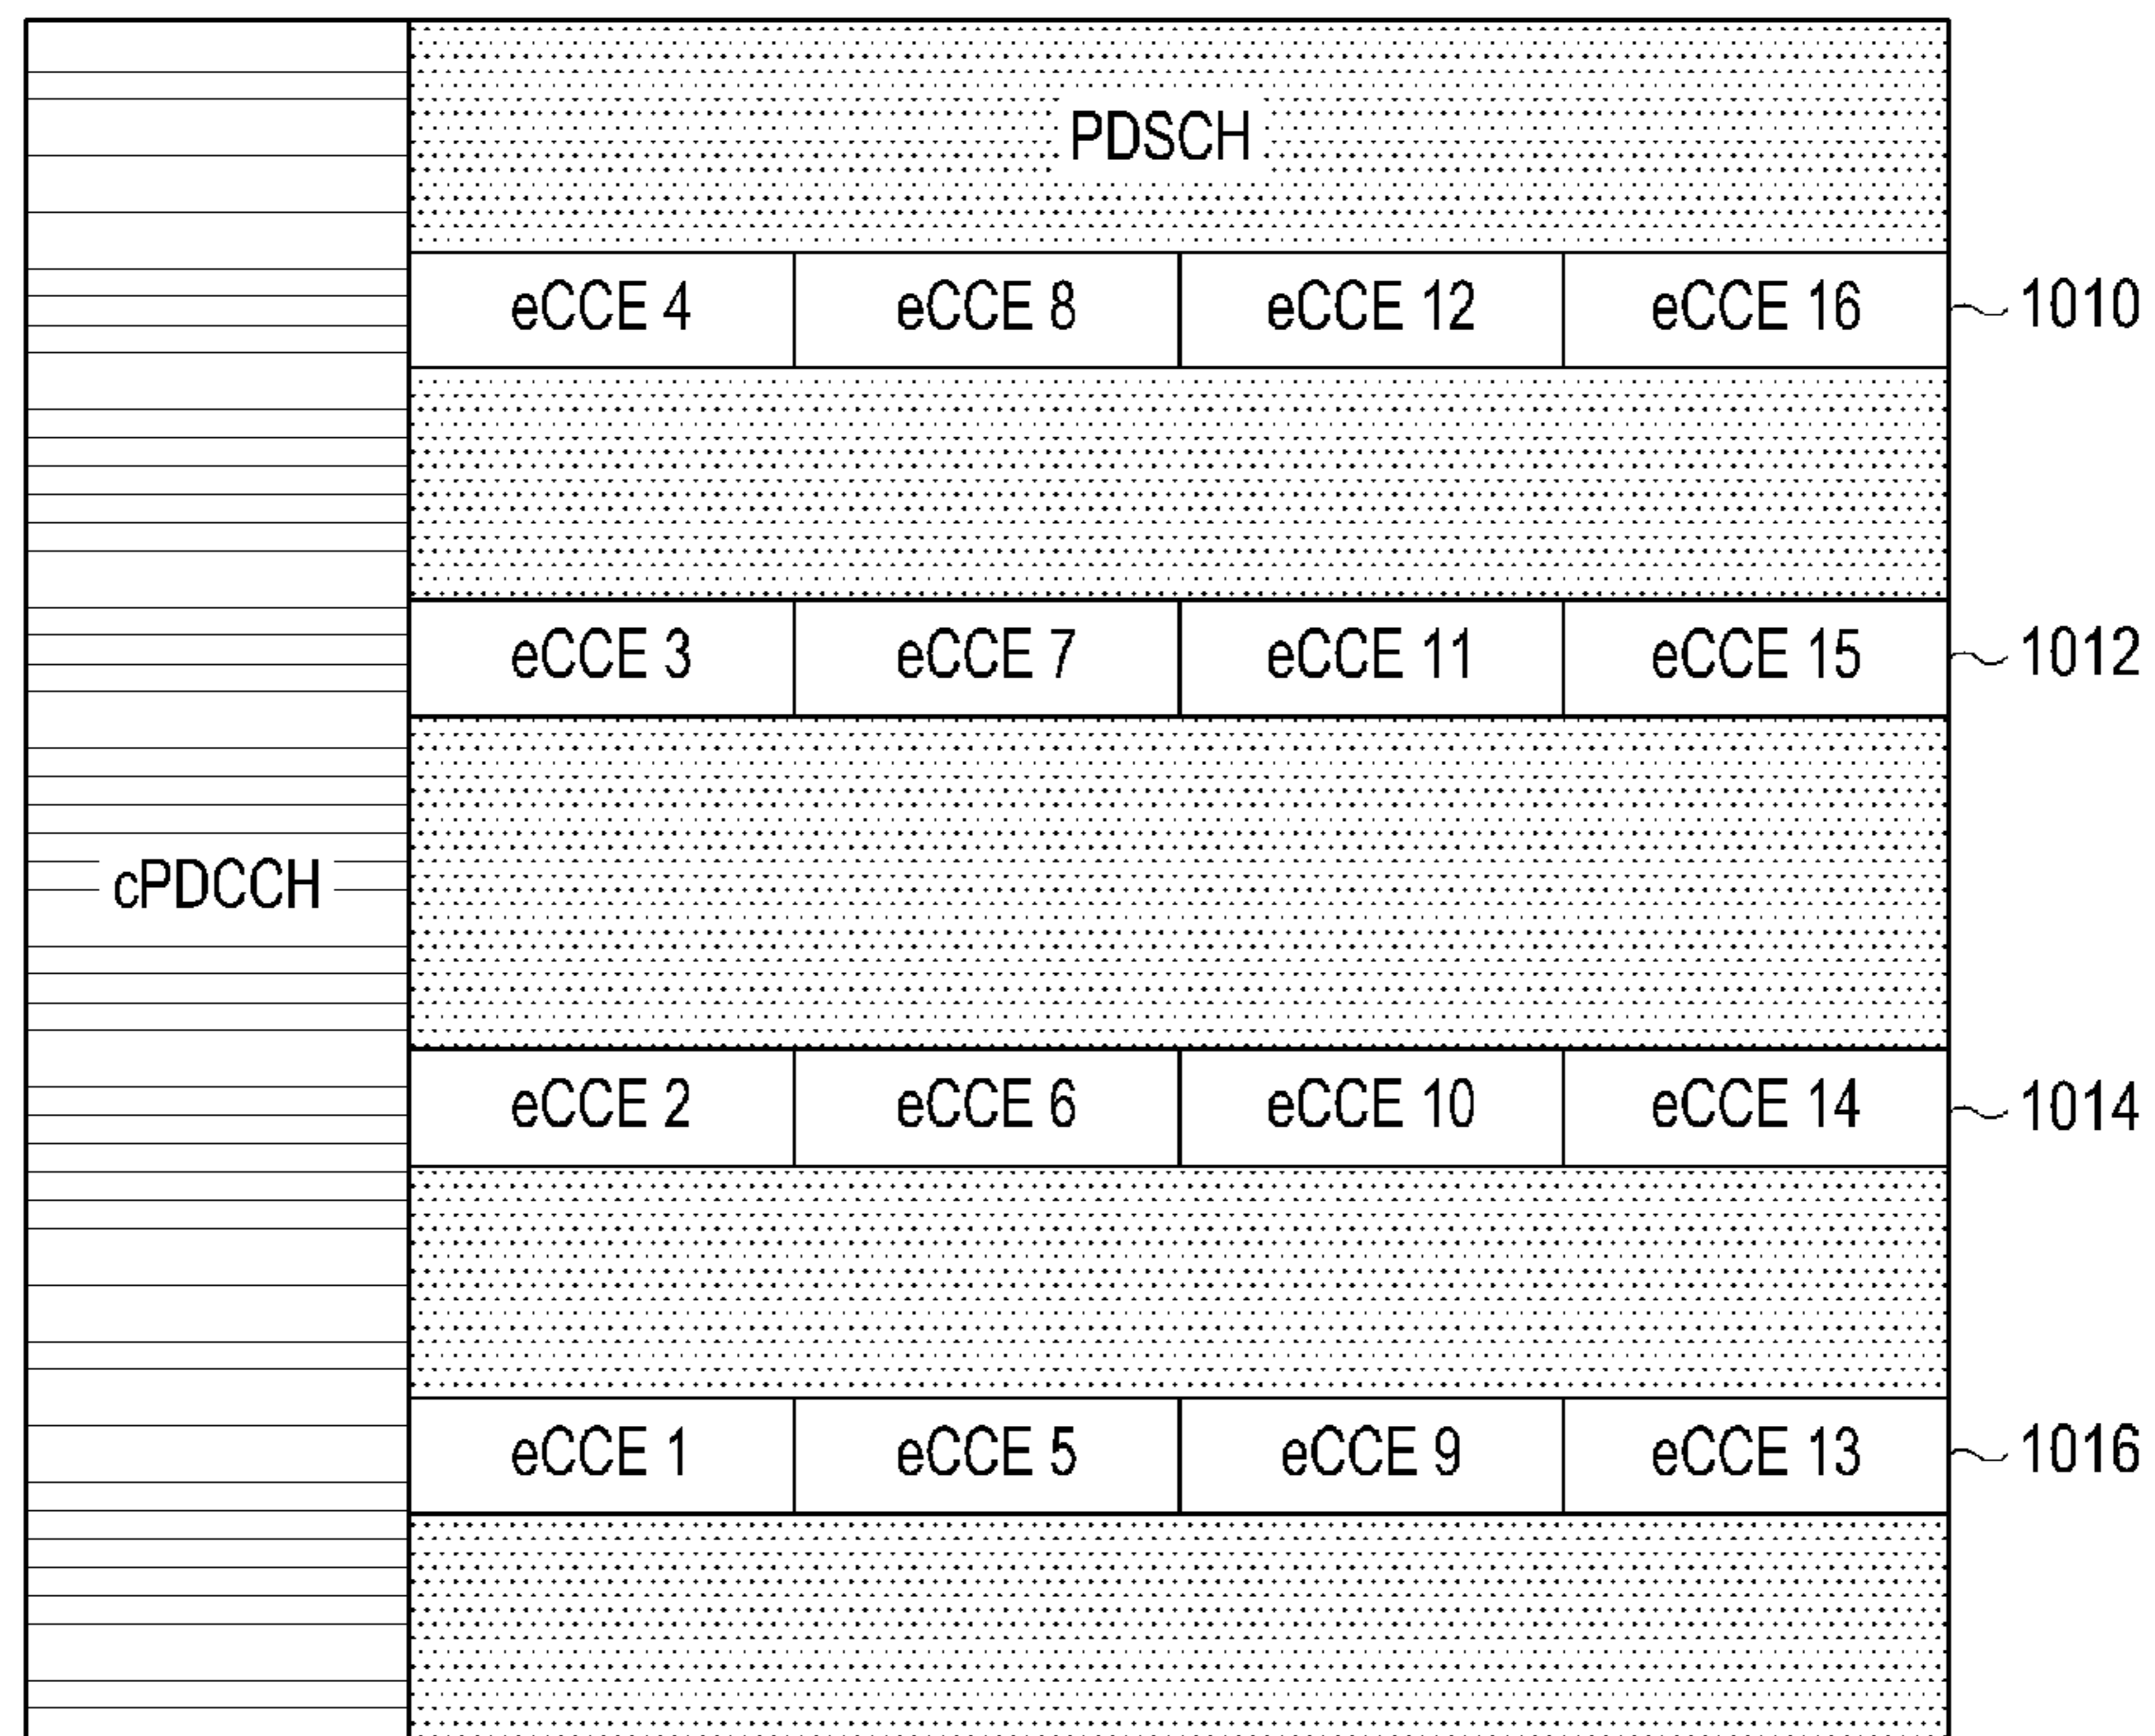 PDSCH
eCCE 4 eCCE 8 eCCE 12 eCCE 16 1010
eCCE 3 eCCE 7 eCCE 11 eCCE 15 1012
cPDCCH
eCCE 2 eCCE 6 eCCE 10 eCCE 14 1014
eCCE 1 eCCE 5 eCCE 9 eCCE 13 1016